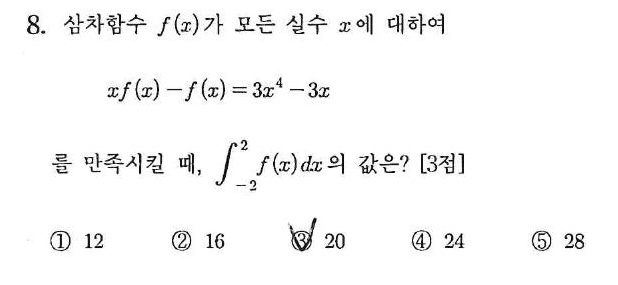 8. 삼차함수 f(x)가 모든 실수 x에 대하여
xf(x)-f(x)=3x⁴-3x
를 만족시킬 때, ∫₋₂² f(x)dx의 값은? [3점]
① 12 ② 16 ③ 20 ④ 24 ⑤ 28